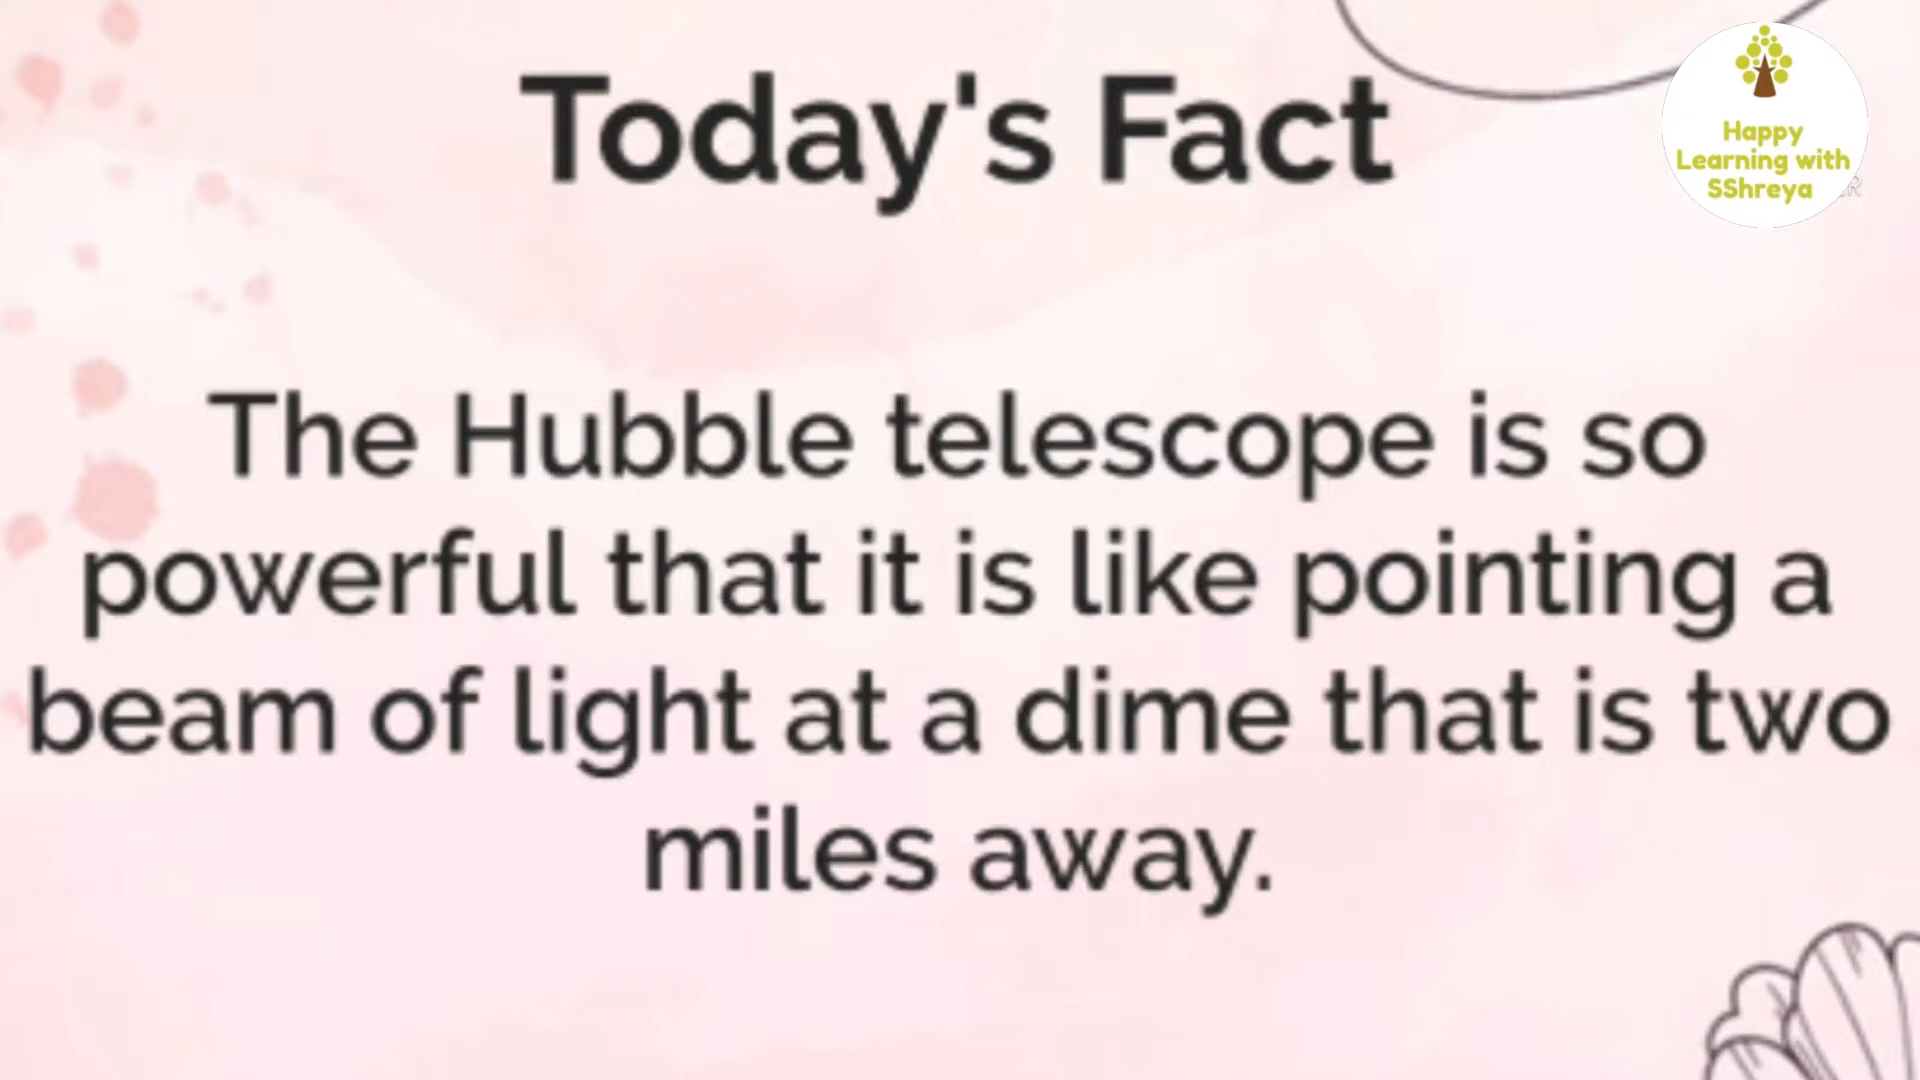 Today's Fact
Happy
Learning with
SShreya
The Hubble telescope is so
powerful that it is like pointing a
beam of light at a dime that is two
miles away.